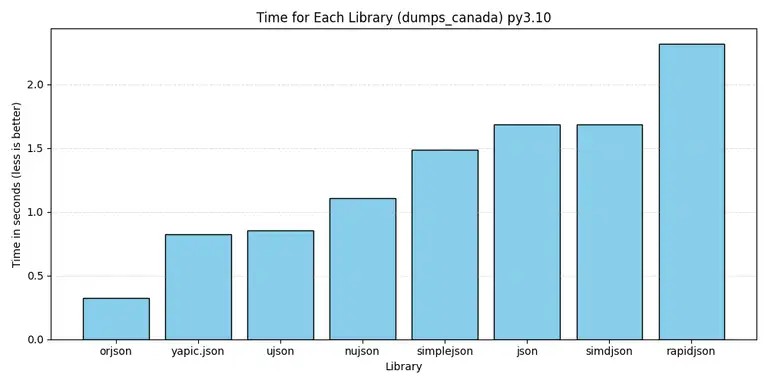 Time for Each Library (dumps_canada) py3.10
Time in seconds (less is better)
2.0
1.5
1.0
0.5
0.0
orjson yapic.json ujson nujson simplejson json simdjson rapidjson
Library